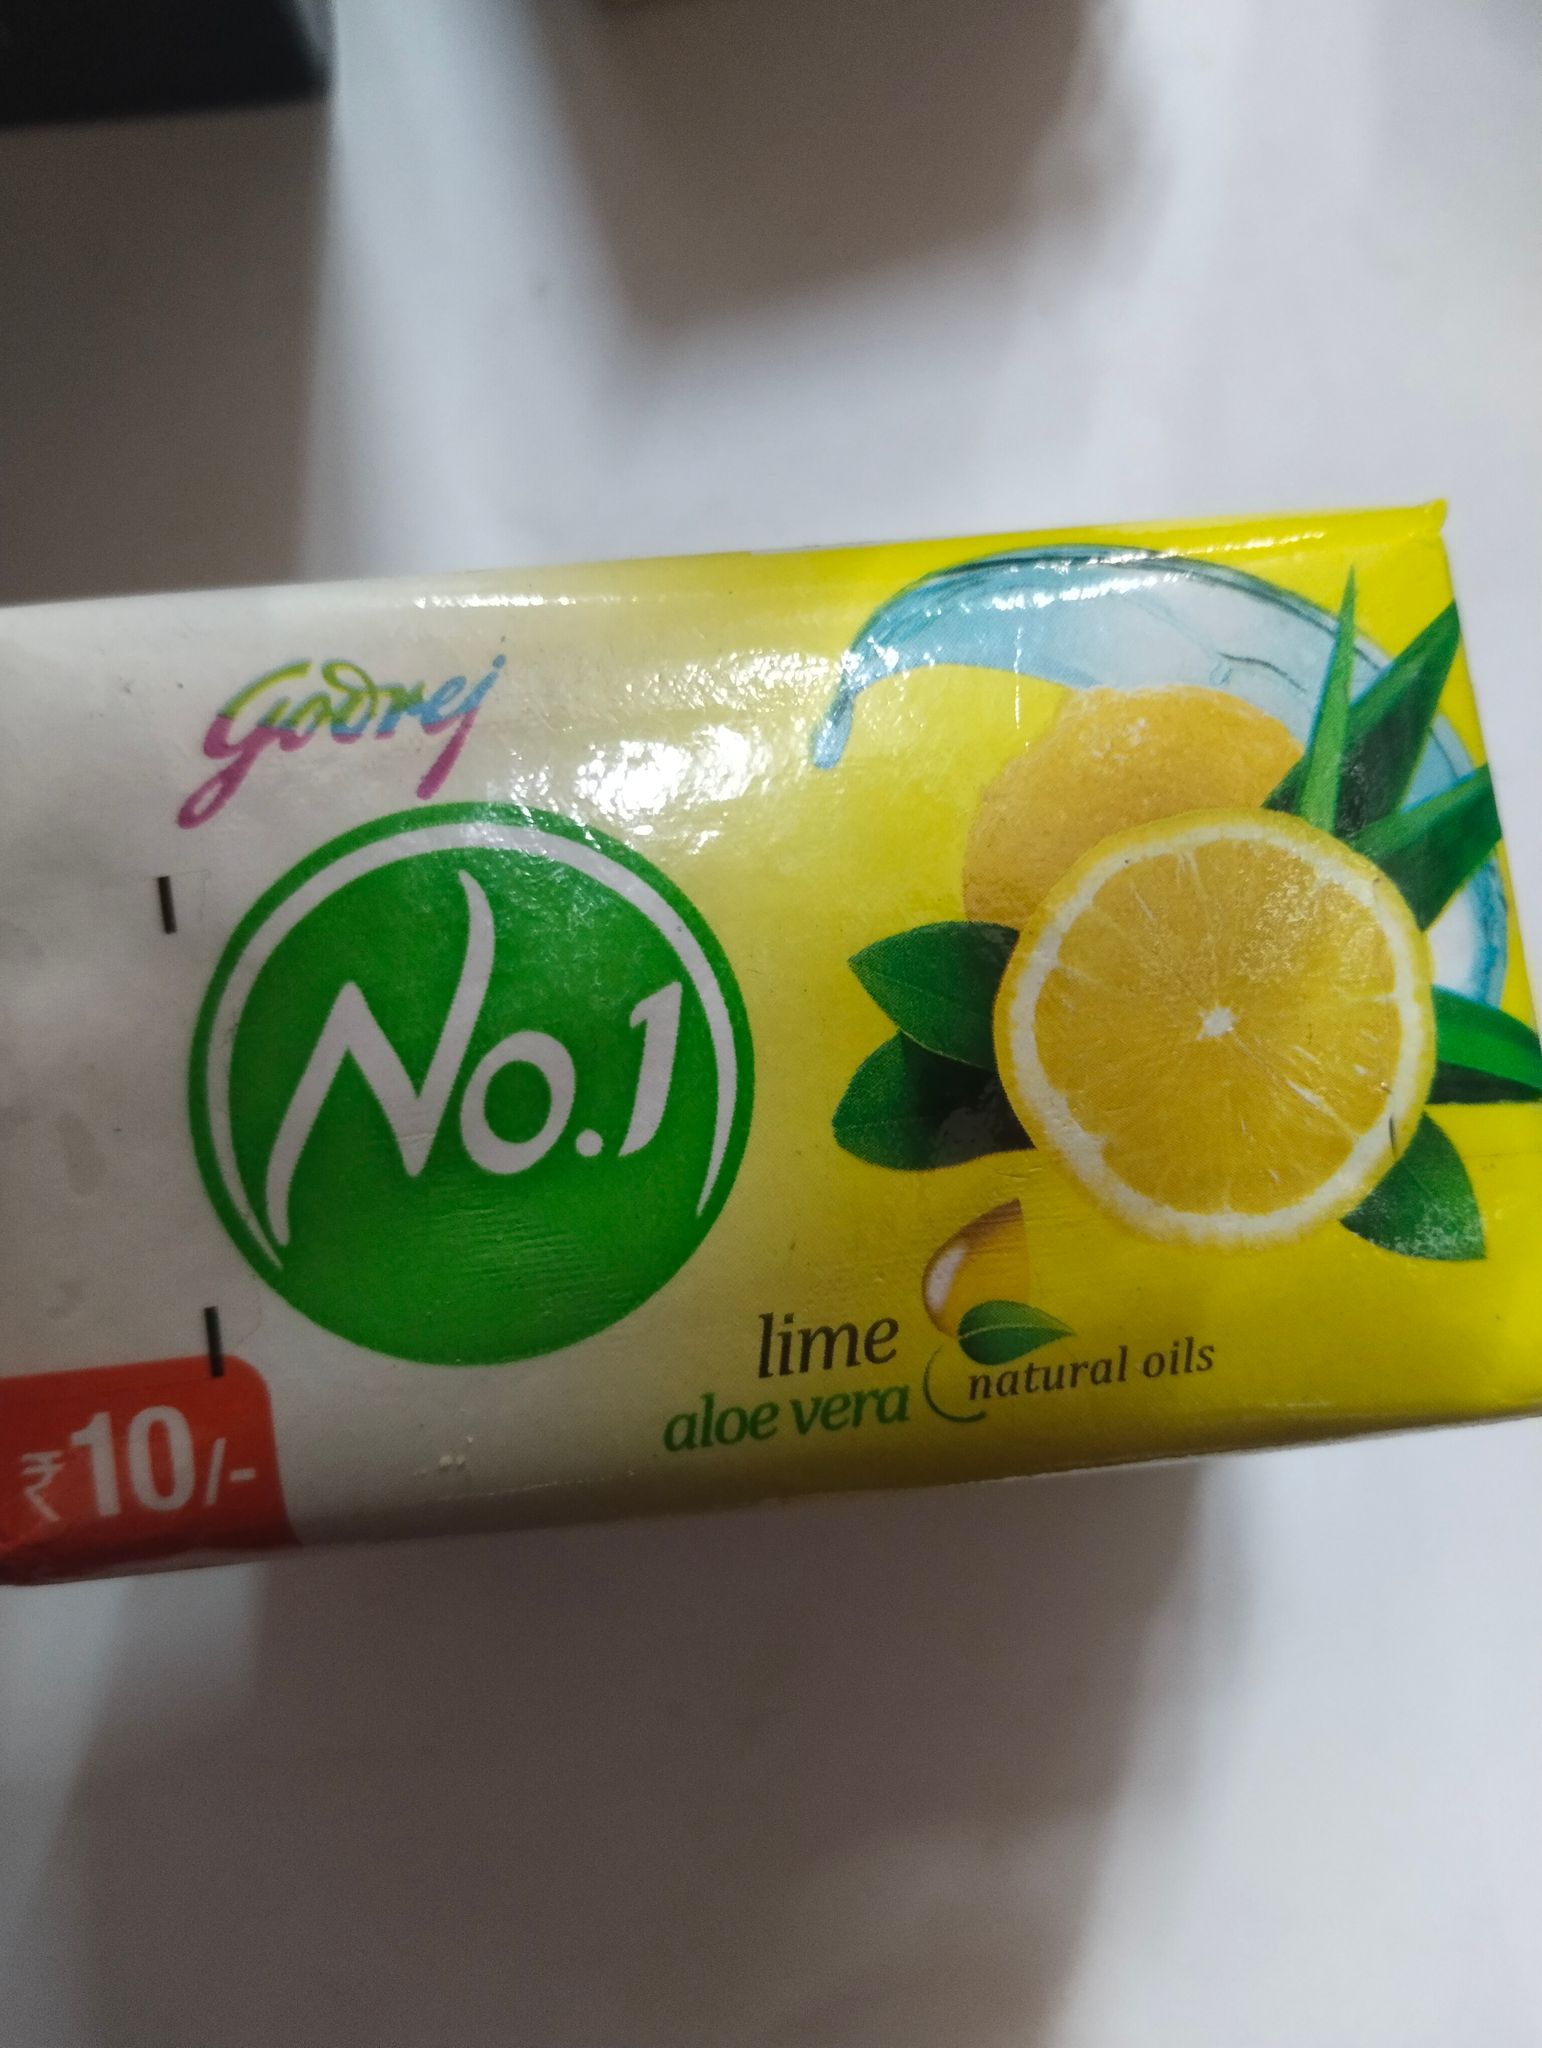 Godrej
No.1
lime
aloe vera
natural oils
₹10/-